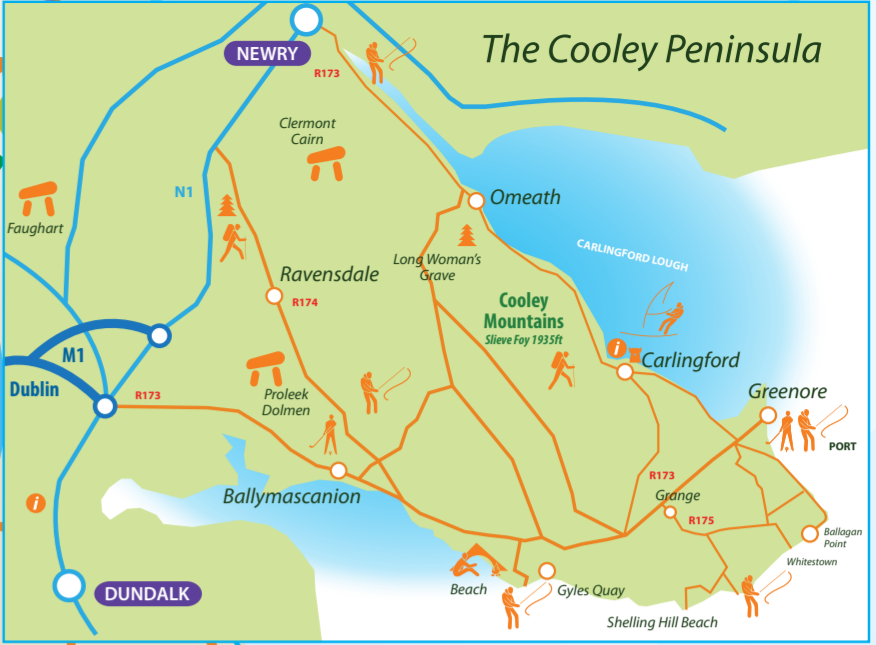 The Cooley Peninsula
NEWRY
R173
Clermont
Cairn
N1
Faughart
Omeath
Long Woman's
Grave
CARLINGFORD LOUGH
Ravensdale
R174
Cooley
Mountains
Slieve Foy 1935ft
M1
Dublin
i
Carlingford
R173
Proleek
Dolmen
Greenore
PORT
Ballymascanion
R173
Grange
R175
i
Ballagan
Point
Whitestown
Beach
Gyles Quay
DUNDALK
Shelling Hill Beach